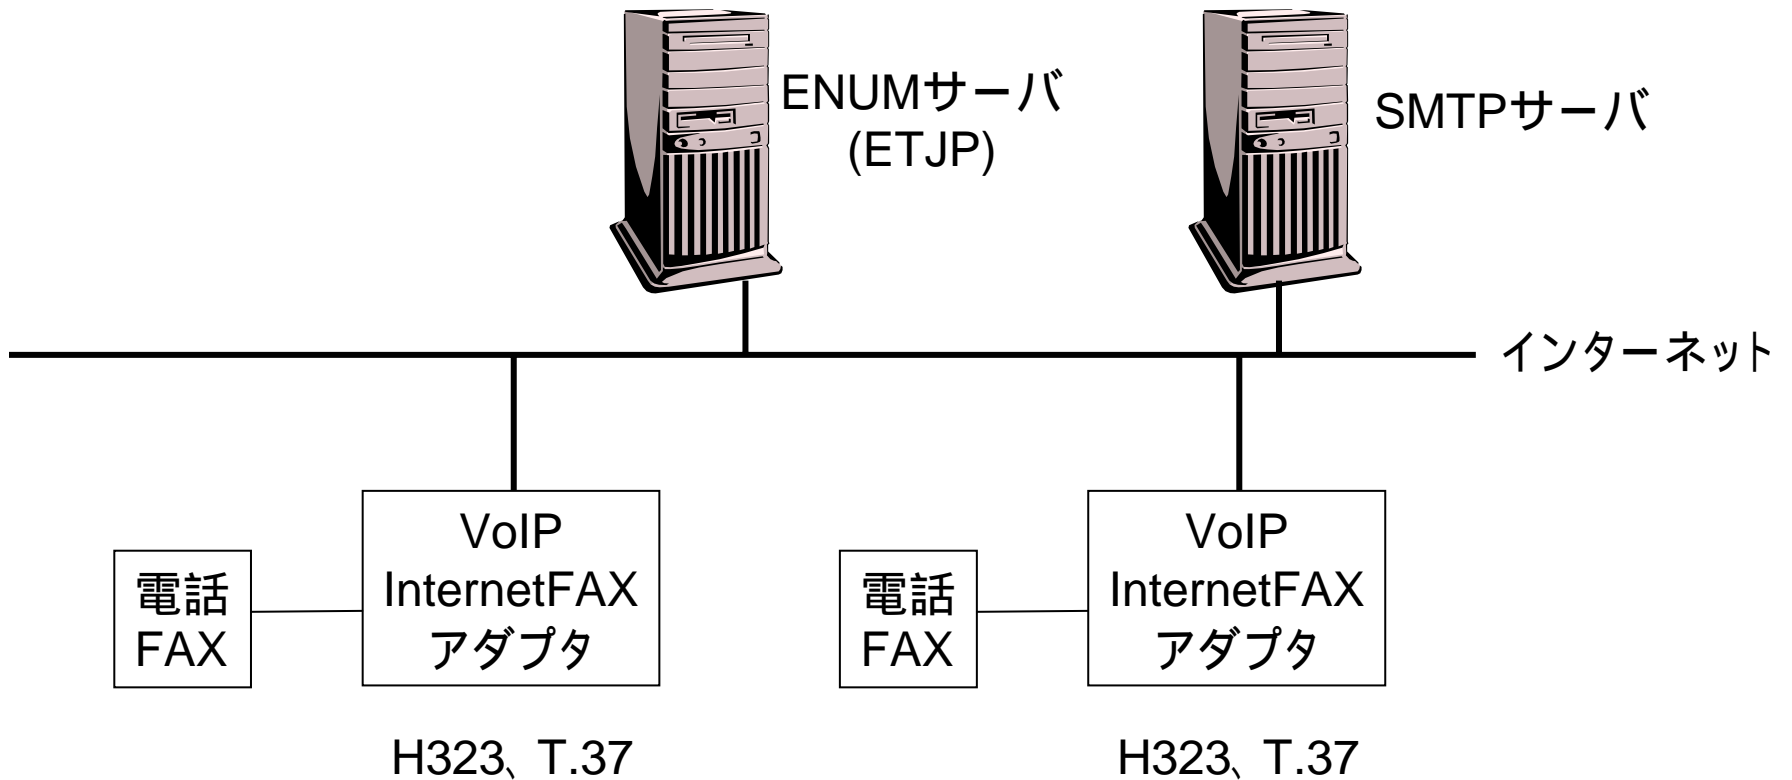 ENUMサーバ
(ETJP)
SMTPサーバ
インターネット
電話
FAX
VoIP
InternetFAX
アダプタ
電話
FAX
VoIP
InternetFAX
アダプタ
H323、T.37
H323、T.37